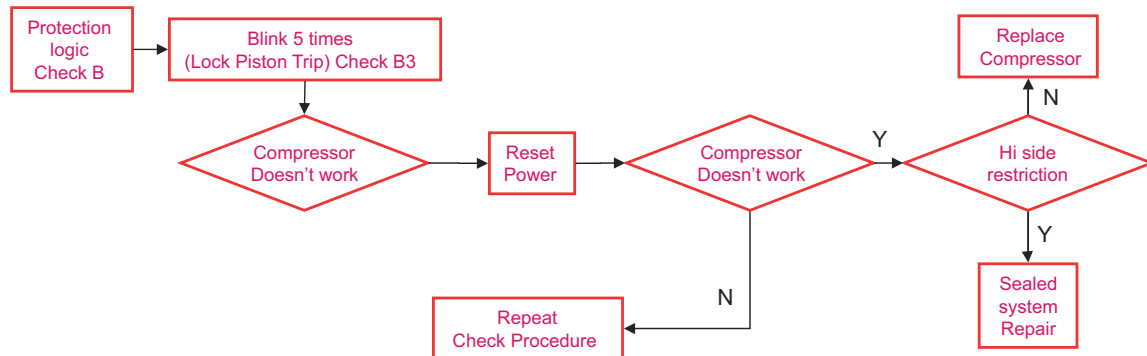 Protection
logic
Check B
Blink 5 times
(Lock Piston Trip) Check B3
Compressor
Doesn't work
Reset
Power
Compressor
Doesn't work
Y
Hi side
restriction
N
Replace
Compressor
Y
Sealed
system
Repair
N
Repeat
Check Procedure